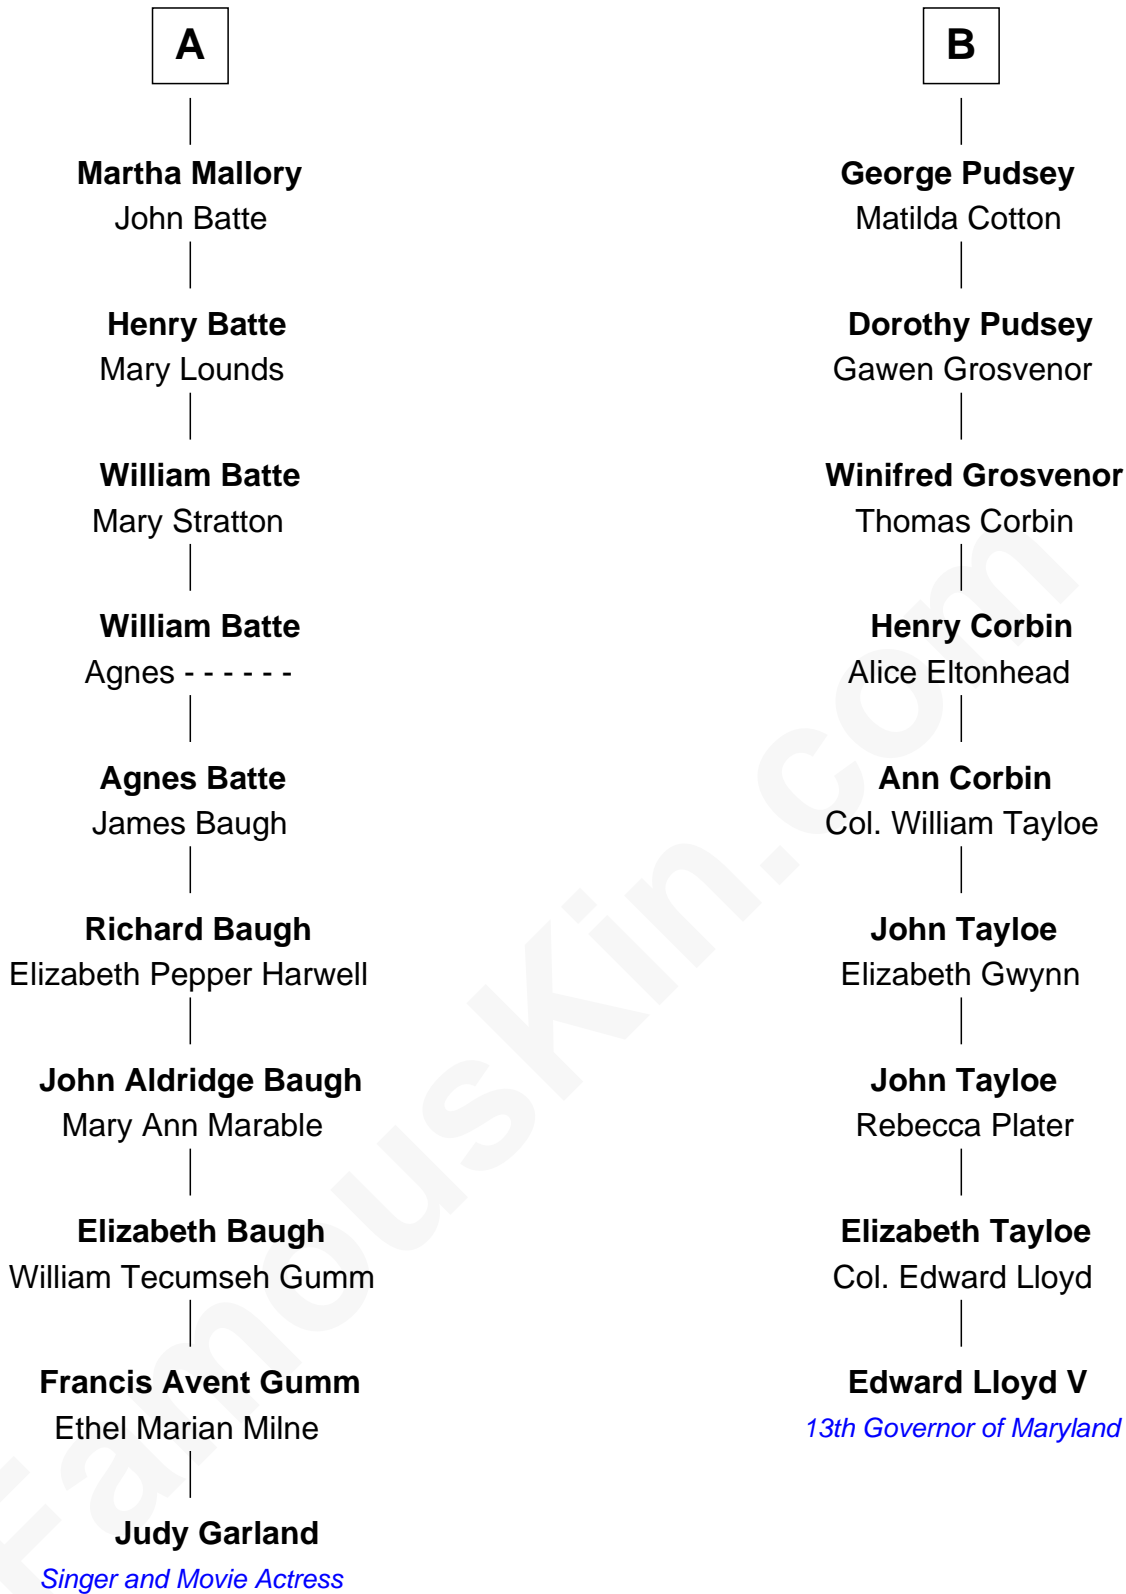 A
Martha Mallory
John Batte
Henry Batte
Mary Lounds
William Batte
Mary Stratton
William Batte
Agnes - - - - - -
Agnes Batte
James Baugh
Richard Baugh
Elizabeth Pepper Harwell
John Aldridge Baugh
Mary Ann Marable
Elizabeth Baugh
William Tecumseh Gumm
Francis Avent Gumm
Ethel Marian Milne
Judy Garland
Singer and Movie Actress
B
George Pudsey
Matilda Cotton
Dorothy Pudsey
Gawen Grosvenor
Winifred Grosvenor
Thomas Corbin
Henry Corbin
Alice Eltonhead
Ann Corbin
Col. William Tayloe
John Tayloe
Elizabeth Gwynn
John Tayloe
Rebecca Plater
Elizabeth Tayloe
Col. Edward Lloyd
Edward Lloyd V
13th Governor of Maryland
FamousKin.com